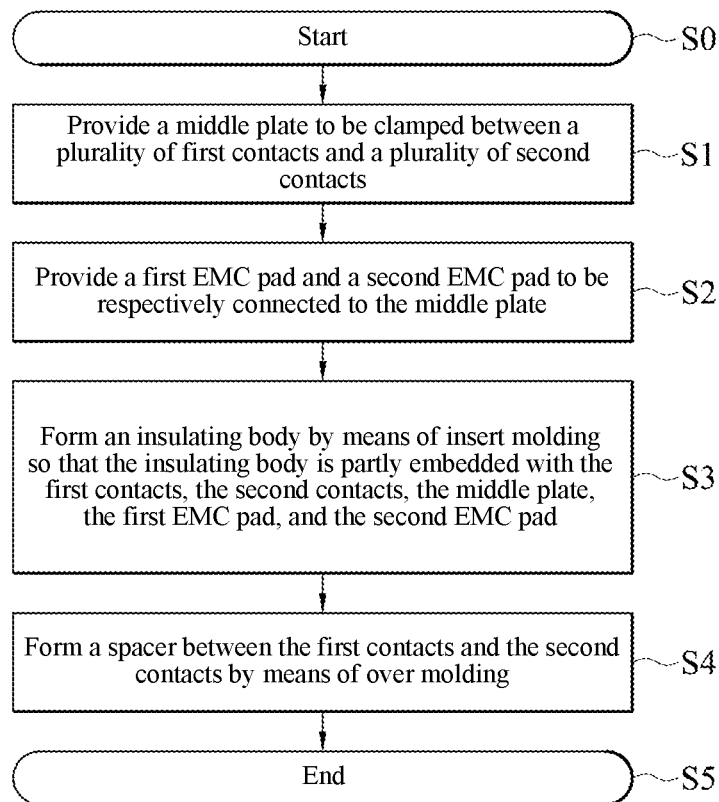 Start
S0
Provide a middle plate to be clamped between a
plurality of first contacts and a plurality of second
contacts
S1
Provide a first EMC pad and a second EMC pad to be
respectively connected to the middle plate
S2
Form an insulating body by means of insert molding
so that the insulating body is partly embedded with the
first contacts, the second contacts, the middle plate,
the first EMC pad, and the second EMC pad
S3
Form a spacer between the first contacts and the second
contacts by means of over molding
S4
End
S5